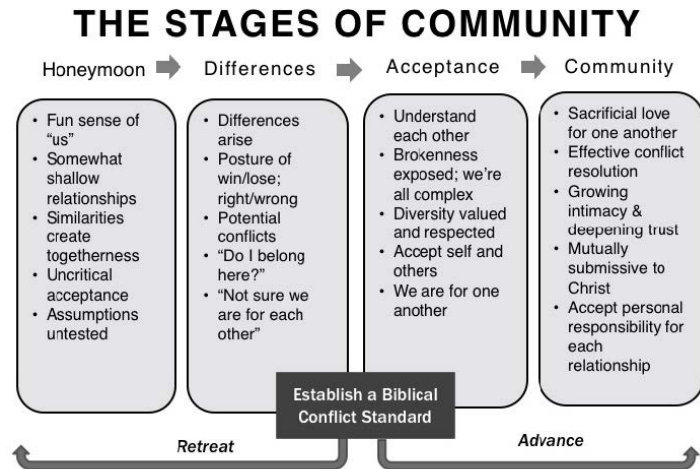 THE STAGES OF COMMUNITY
Honeymoon
Differences
Acceptance
Community
• Fun sense of
“us”
• Somewhat
shallow
relationships
• Similarities
create
togetherness
• Uncritical
acceptance
• Assumptions
untested
• Differences
arise
• Posture of
win/lose;
right/wrong
• Potential
conflicts
• “Do I belong
here?”
• “Not sure we
are for each
other”
• Understand
each other
• Brokenness
exposed; we’re
all complex
• Diversity valued
and respected
• Accept self and
others
• We are for one
another
• Sacrificial love
for one another
• Effective conflict
resolution
• Growing
intimacy &
deepening trust
• Mutually
submissive to
Christ
• Accept personal
responsibility for
each
relationship
Establish a Biblical
Conflict Standard
Retreat
Advance